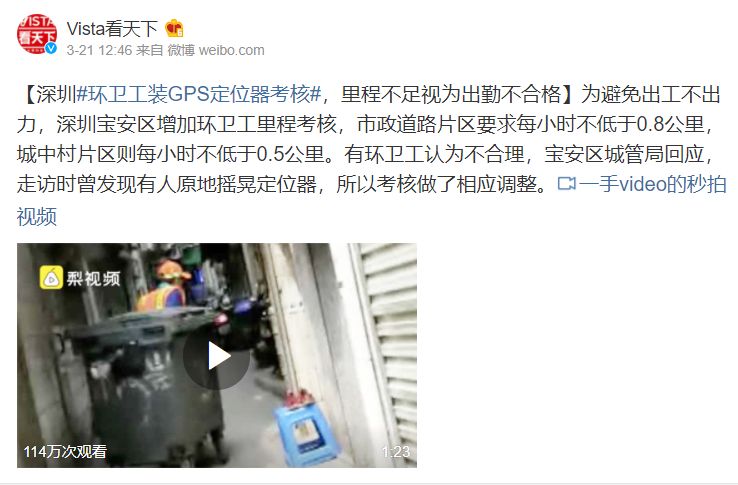 VISTA
看天下
Vista看天下
3-21 12:46 来自 微博 weibo.com
【深圳#环卫工装GPS定位器考核#，里程不足视为出勤不合格】为避免出工不出
力，深圳宝安区增加环卫工里程考核，市政道路片区要求每小时不低于0.8公里，
城中村片区则每小时不低于0.5公里。有环卫工认为不合理，宝安区城管局回应，
走访时曾发现有人原地摇晃定位器，所以考核做了相应调整。一手video的秒拍
视频
梨视频
114万次观看
1:23